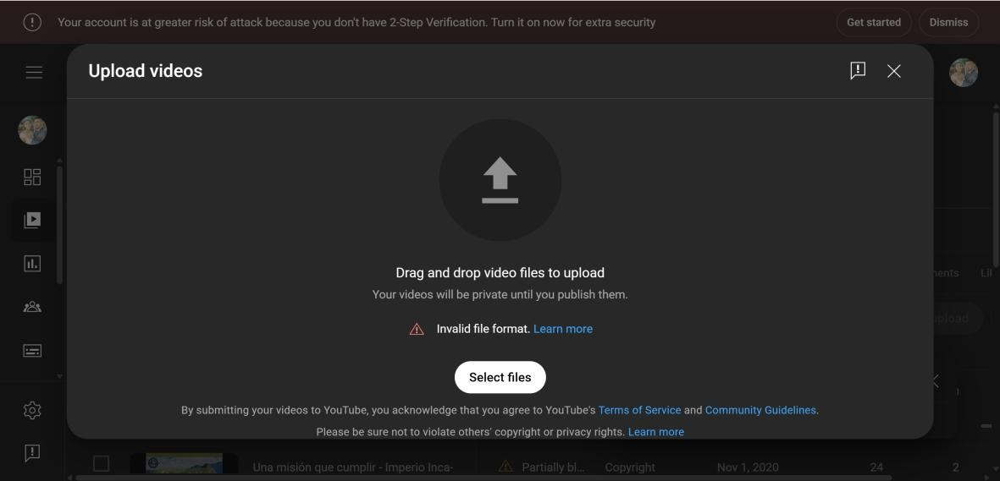 Your account is at greater risk of attack because you don't have 2-Step Verification. Turn it on now for extra security
Get started
Dismiss
Upload videos
Drag and drop video files to upload
Your videos will be private until you publish them.
Invalid file format. Learn more
Select files
By submitting your videos to YouTube, you acknowledge that you agree to YouTube's Terms of Service and Community Guidelines.
Please be sure not to violate others' copyright or privacy rights. Learn more
Una misión que cumplir - Imperio Inca- Partially bl... Copyright Nov 1, 2020 24 2